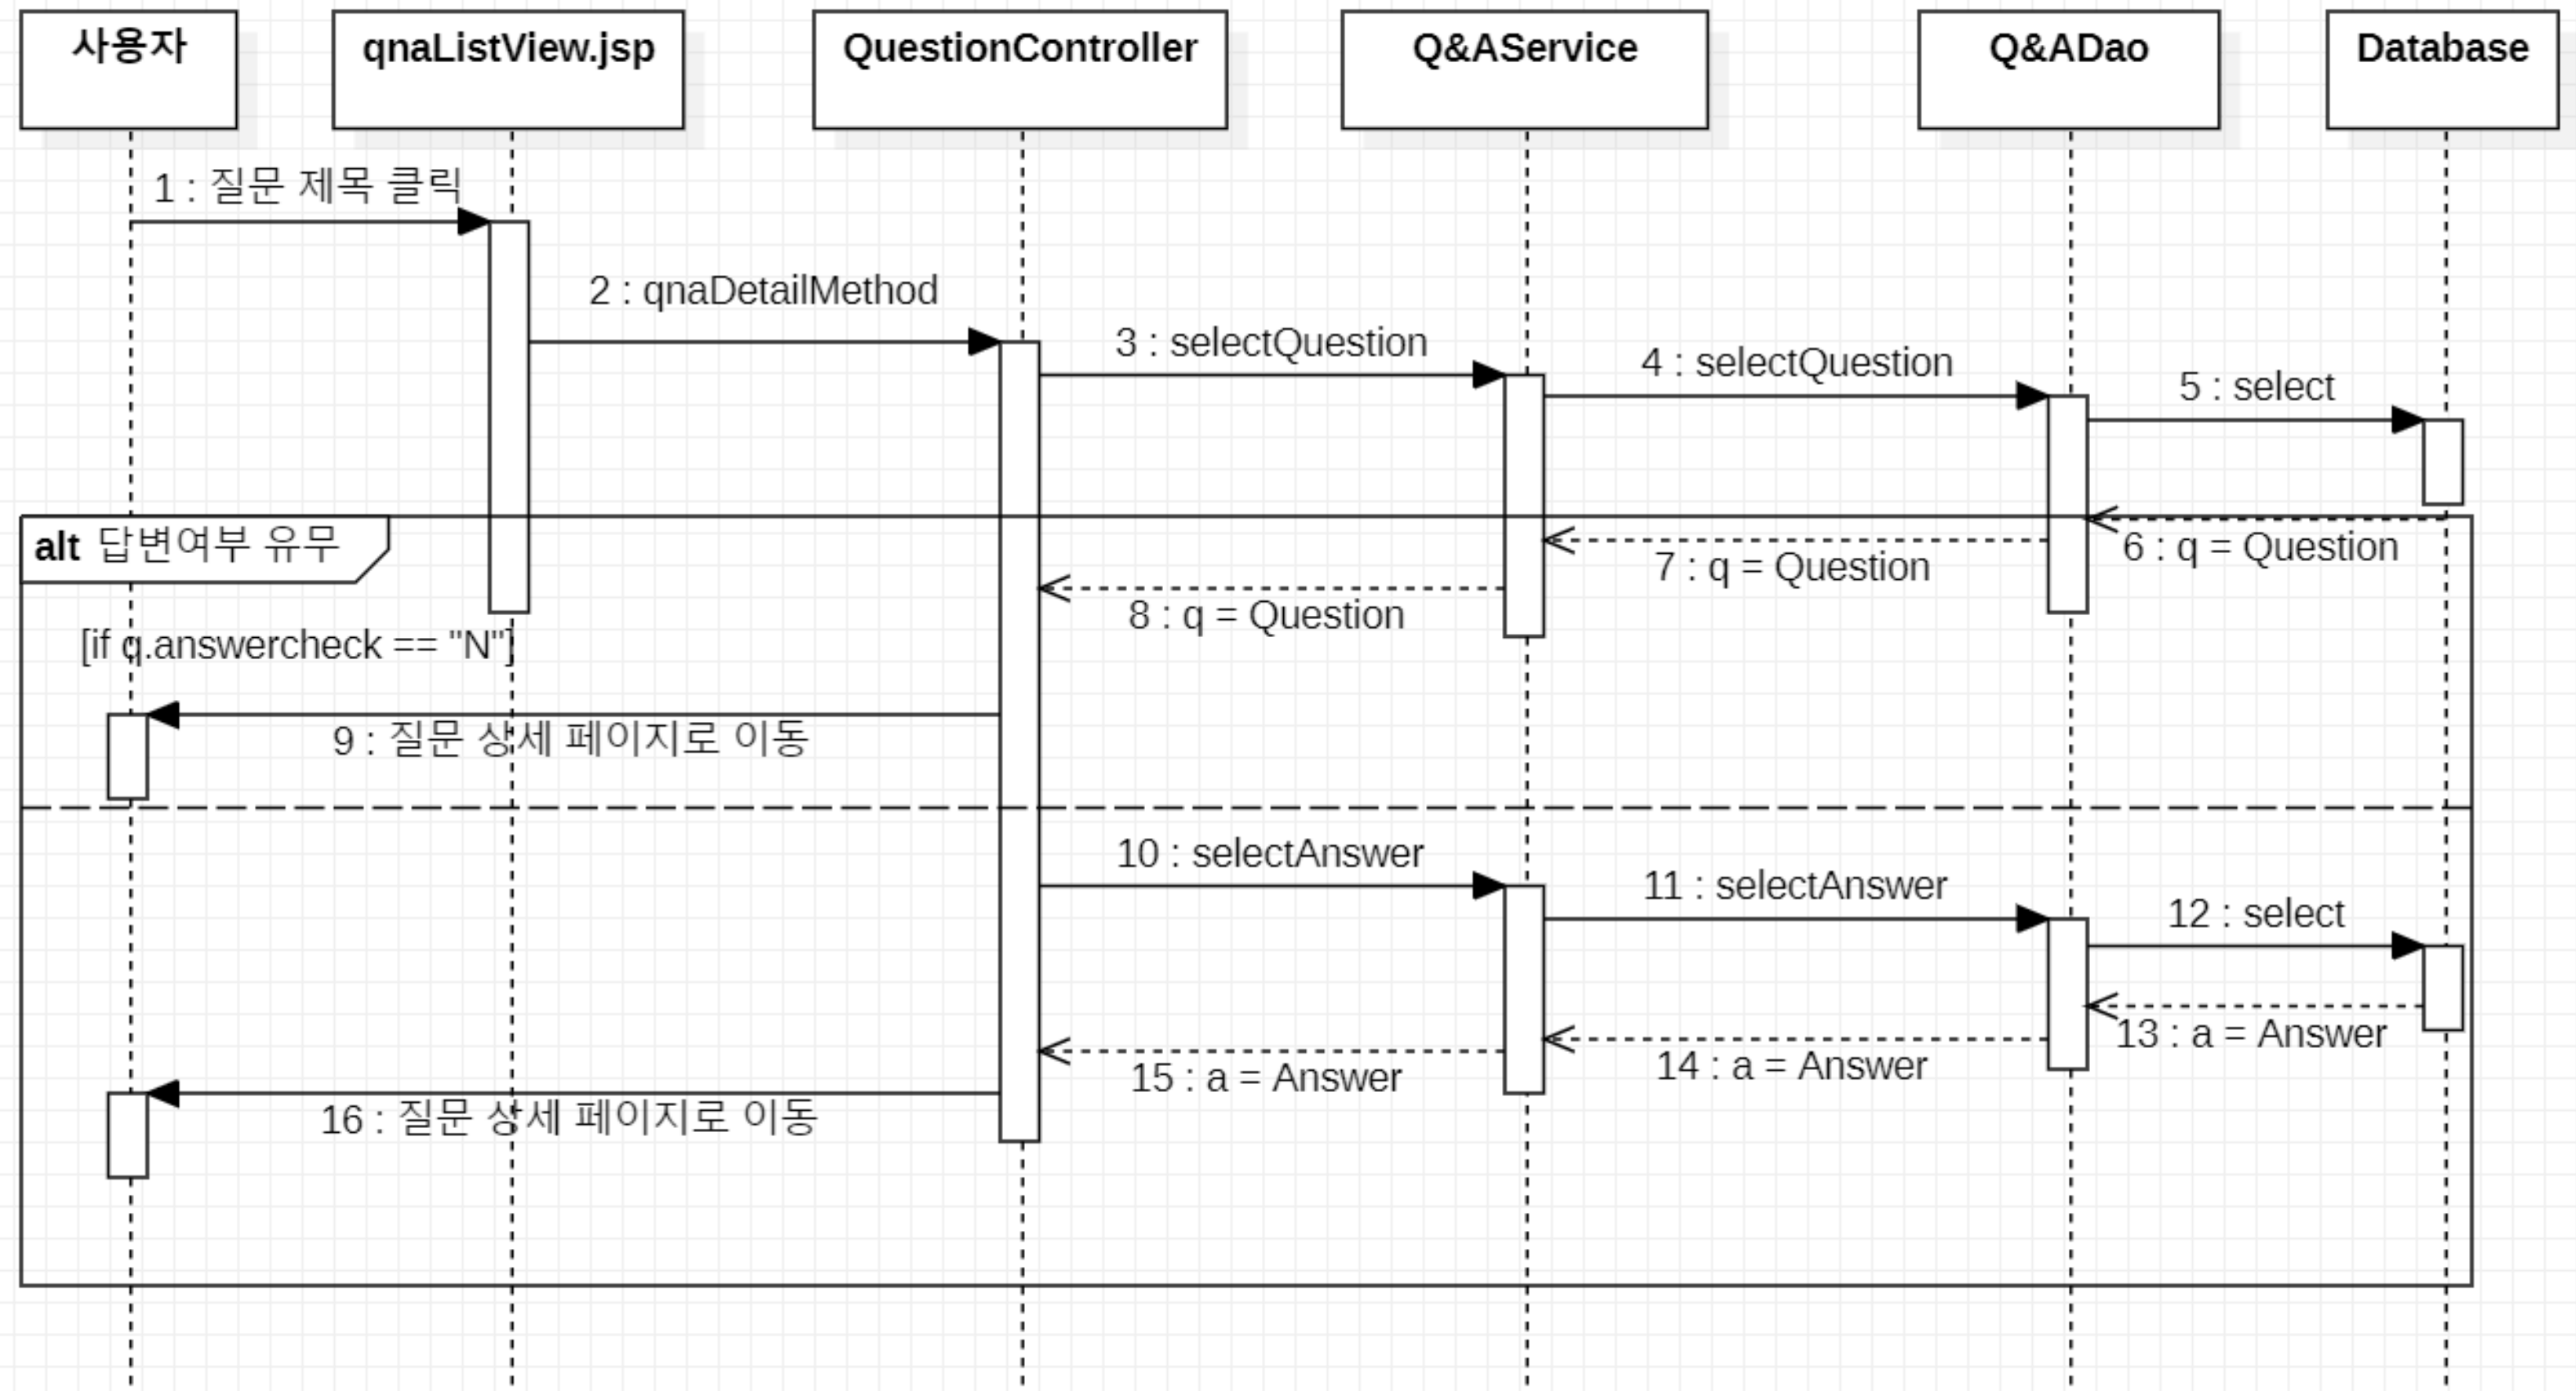 사용자
qnaListView.jsp
QuestionController
Q&AService
Q&ADao
Database
1 : 질문 제목 클릭
2 : qnaDetailMethod
3 : selectQuestion
4 : selectQuestion
5 : select
6 : q = Question
7 : q = Question
8 : q = Question
alt 답변여부 유무
[if q.answercheck == "N"]
9 : 질문 상세 페이지로 이동
10 : selectAnswer
11 : selectAnswer
12 : select
13 : a = Answer
14 : a = Answer
15 : a = Answer
16 : 질문 상세 페이지로 이동